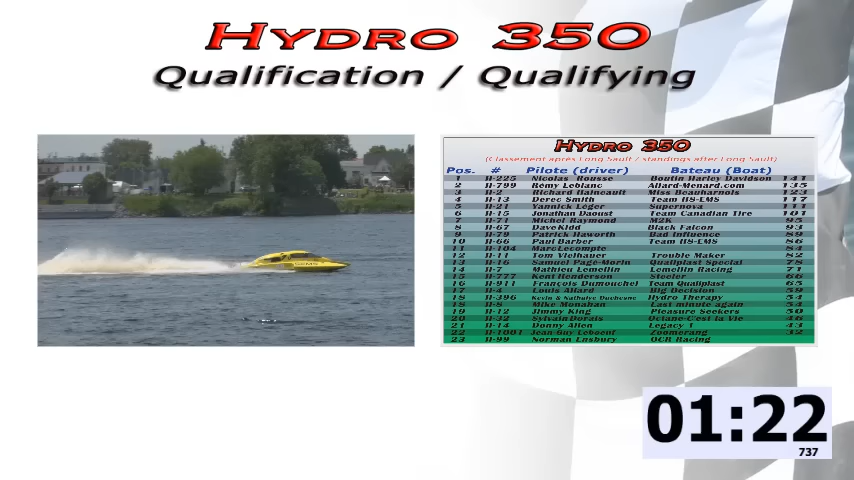 HYDRO 350
Qualification / Qualifying
HYDRO 350
(Classement après Long Sault / standings after Long Sault)
Pos. # Pilote (driver) Bateau (Boat)
1 H-225 Nicolas Rousse Boutin Harley Davidson 141
2 H-799 Rémy Leblanc Allard-Menard.com 135
3 H-2 Richard Haineault Miss Beauharnois 123
4 H-13 Derec Smith Team HS-EMS 117
5 H-21 Yannick Léger Supernova 111
6 H-15 Jonathan Daoust Team Canadian Tire 101
7 H-71 Michel Raymond M2K 95
8 H-67 Dave Kidd Black Falcon 93
9 H-79 Patrick Haworth Bad Influence 89
10 H-66 Paul Barber Team HS-EMS 86
11 H-104 Marc Lecompte 84
12 H-11 Tom Vielhauer Trouble Maker 82
13 H-16 Samuel Pagé-Morin Qualiplast Special 78
14 H-7 Mathieu Lemellin Lemellin Racing 71
15 H-777 Kent Henderson Steeler 66
16 H-911 François Dumouchel Team Qualiplast 65
17 H-4 Louis Allard Big Decision 59
18 H-396 Kevin & Nathalye Duchesne Hydro Therapy 54
18 H-8 Mike Monahan Last minute again 54
19 H-12 Jimmy King Pleasure Seekers 50
20 H-32 Sylvain Dorais Octane-C'est la Vie
21 H-14 Donny Allen Legacy 1 43
22 H-1001 Jean-Guy Leboeuf Zoomerang 32
23 H-99 Norman Ensbury OCR Racing
01:22
737